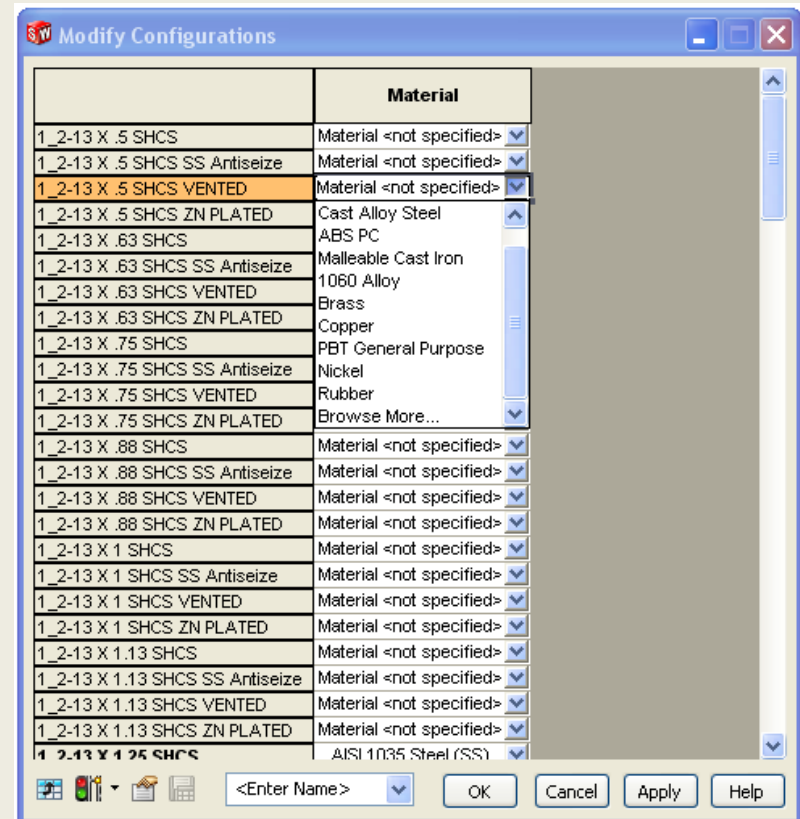 SW Modify Configurations
Material
1_2-13 X .5 SHCS Material <not specified>
1_2-13 X .5 SHCS SS Antiseize Material <not specified>
1_2-13 X .5 SHCS VENTED Material <not specified>
1_2-13 X .5 SHCS ZN PLATED Cast Alloy Steel
1_2-13 X .63 SHCS ABS PC
1_2-13 X .63 SHCS SS Antiseize Malleable Cast Iron
1_2-13 X .63 SHCS VENTED 1060 Alloy
1_2-13 X .63 SHCS ZN PLATED Brass
1_2-13 X .75 SHCS Copper
1_2-13 X .75 SHCS SS Antiseize PBT General Purpose
Nickel
1_2-13 X .75 SHCS VENTED Rubber
1_2-13 X .75 SHCS ZN PLATED Browse More...
1_2-13 X .88 SHCS Material <not specified>
1_2-13 X .88 SHCS SS Antiseize Material <not specified>
1_2-13 X .88 SHCS VENTED Material <not specified>
1_2-13 X .88 SHCS ZN PLATED Material <not specified>
1_2-13 X 1 SHCS Material <not specified>
1_2-13 X 1 SHCS SS Antiseize Material <not specified>
1_2-13 X 1 SHCS VENTED Material <not specified>
1_2-13 X 1 SHCS ZN PLATED Material <not specified>
1_2-13 X 1.13 SHCS Material <not specified>
1_2-13 X 1.13 SHCS SS Antiseize Material <not specified>
1_2-13 X 1.13 SHCS VENTED Material <not specified>
1_2-13 X 1.13 SHCS ZN PLATED Material <not specified>
1_2-13 X 1.25 SHCS AISI 1035 Steel (SS)
<Enter Name> OK Cancel Apply Help